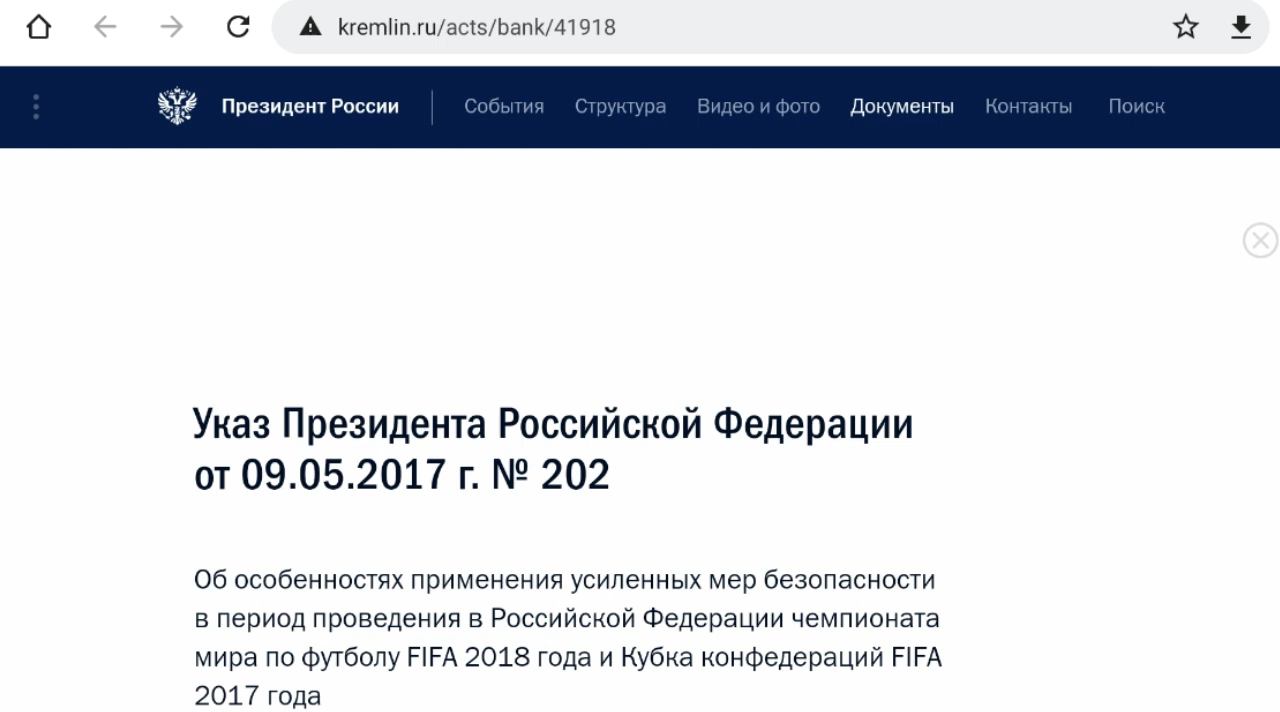 kremlin.ru/acts/bank/41918
Президент России События Структура Видео и фото Документы Контакты Поиск
Указ Президента Российской Федерации
от 09.05.2017 г. № 202
Об особенностях применения усиленных мер безопасности
в период проведения в Российской Федерации чемпионата
мира по футболу FIFA 2018 года и Кубка конфедераций FIFA
2017 года